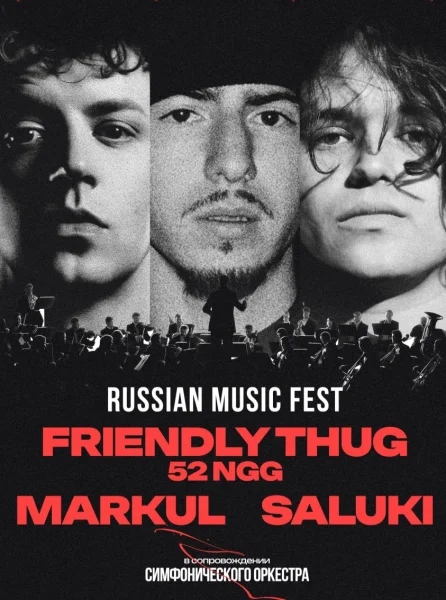 RUSSIAN MUSIC FEST
FRIENDLY THUG
52 NGG
MARKUL SALUKI
в сопровождении
СИМФОНИЧЕСКОГО ОРКЕСТРА